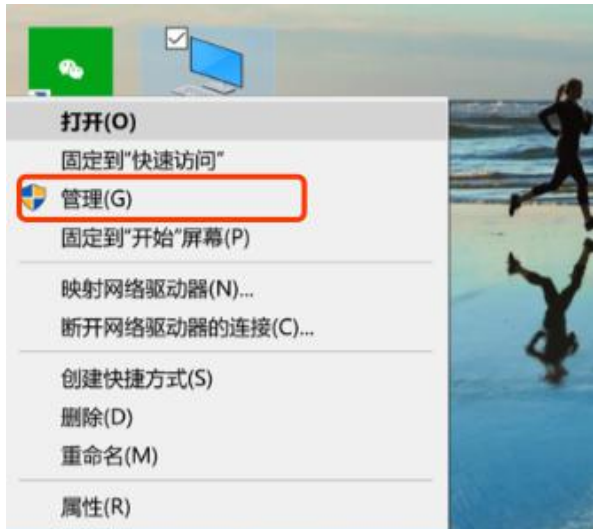 打开(O)
固定到"快速访问"
管理(G)
固定到"开始"屏幕(P)
映射网络驱动器(N)...
断开网络驱动器的连接(C)...
创建快捷方式(S)
删除(D)
重命名(M)
属性(R)